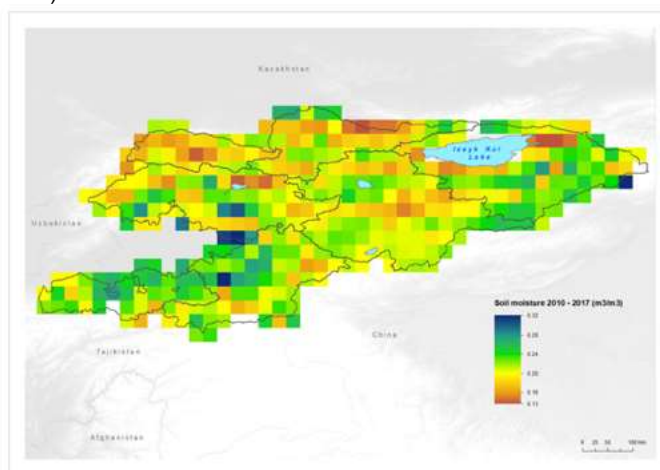 Kazakhstan
Issyk Kul
Lake
Uzbekistan
Soil moisture 2010 - 2017 (m3/m3)
0.32
0.28
0.24
0.20
0.16
0.13
China
Tajikistan
0 25 50 100 km
Afghanistan